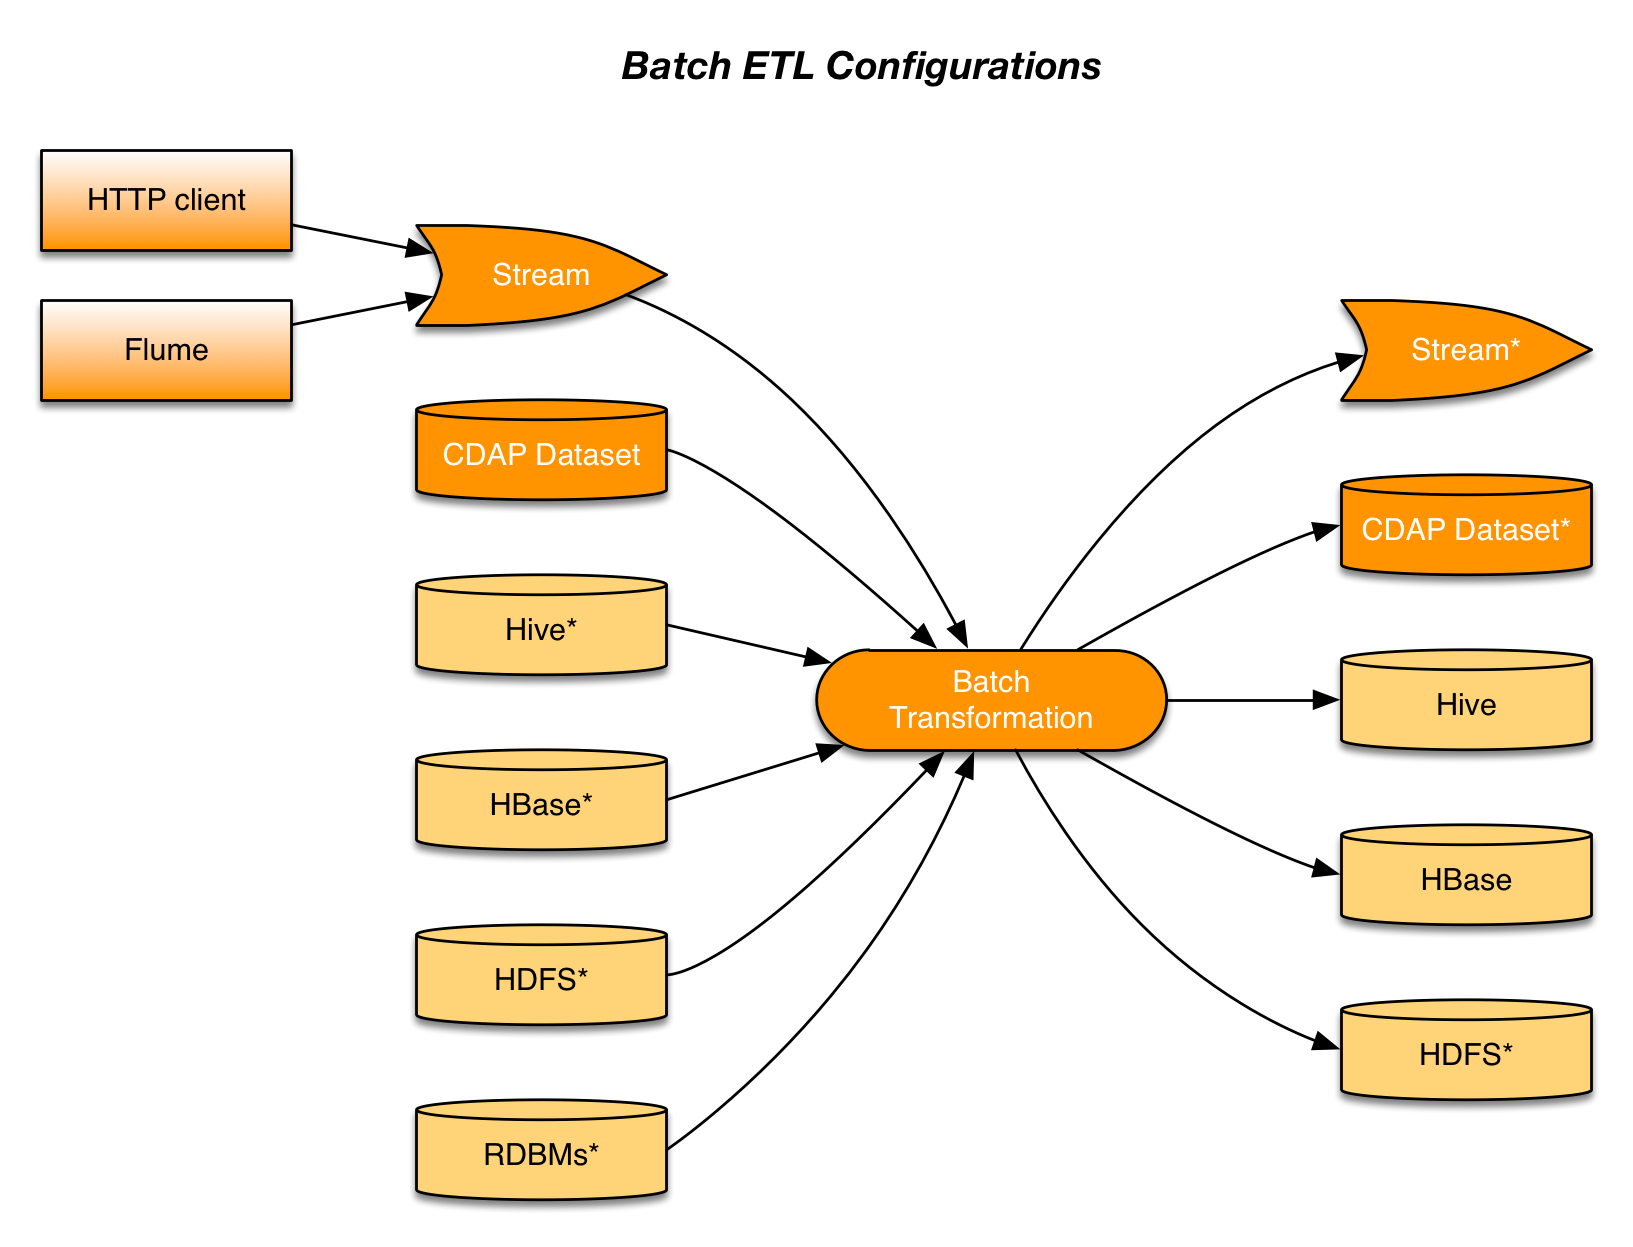 Batch ETL Configurations
HTTP client
Flume
Stream
CDAP Dataset
Hive*
HBase*
HDFS*
RDBMs*
Batch
Transformation
Stream*
CDAP Dataset*
Hive
HBase
HDFS*